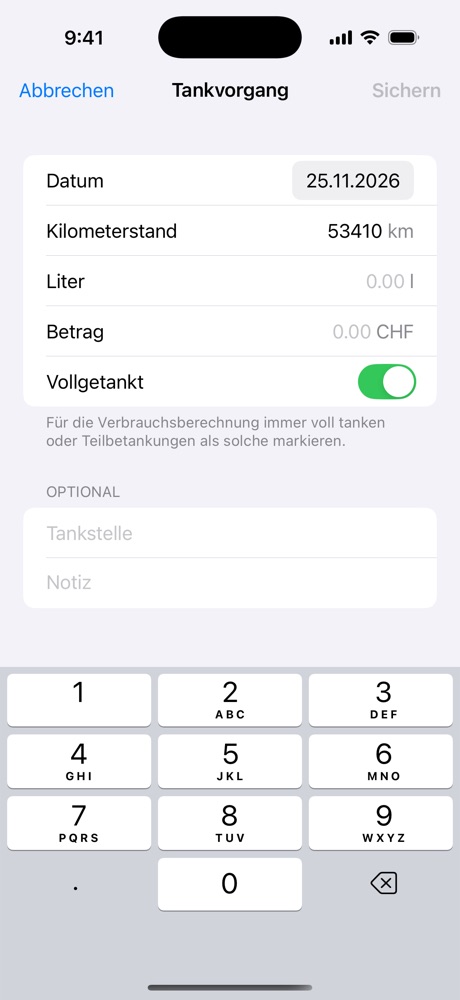 9:41
Abbrechen Tankvorgang Sichern
Datum 25.11.2026
Kilometerstand 53410 km
Liter 0.00 l
Betrag 0.00 CHF
Vollgetankt
Für die Verbrauchsberechnung immer voll tanken
oder Teilbetankungen als solche markieren.
OPTIONAL
Tankstelle
Notiz
1 2 3
ABC DEF
4 5 6
GHI JKL MNO
7 8 9
PQRS TUV WXYZ
. 0